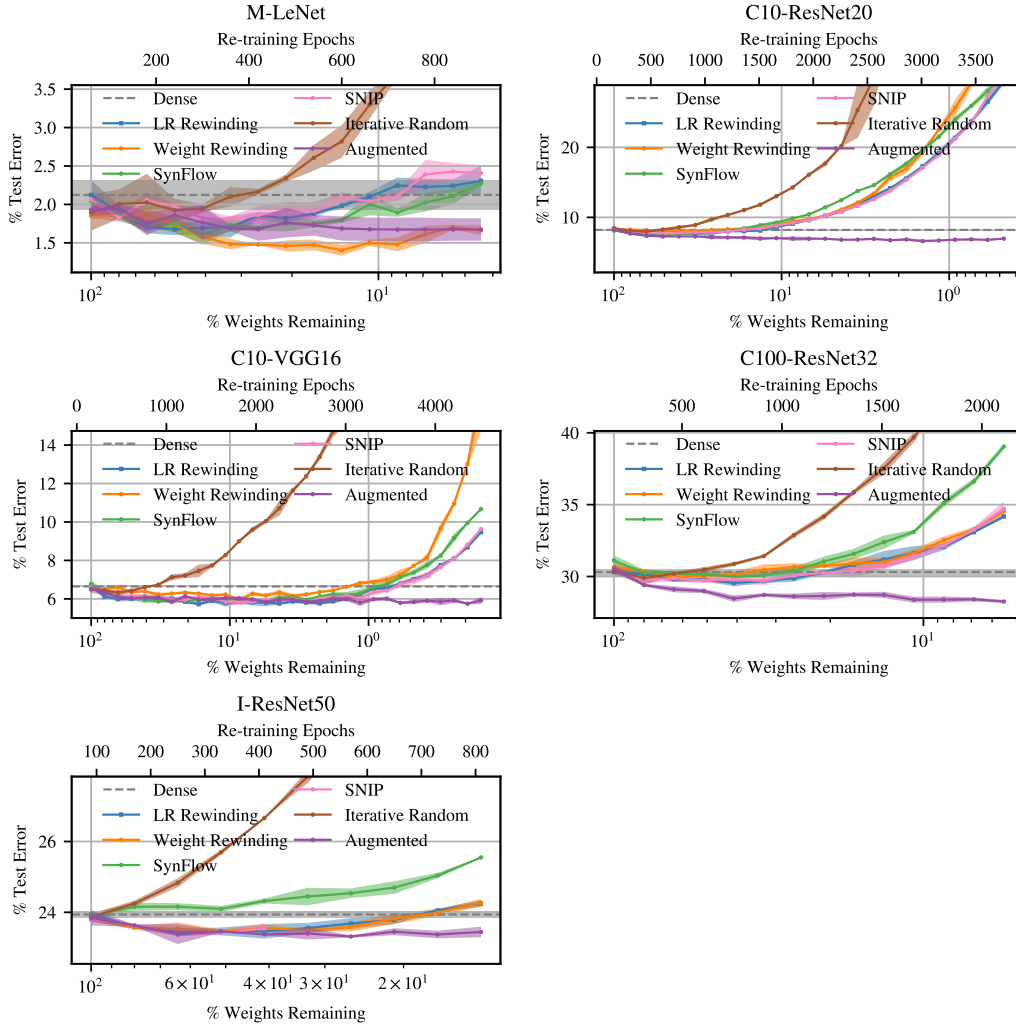 M-LeNet
Re-training Epochs
200 400 600 800
3.5
3.0
2.5
2.0
1.5
% Test Error
Dense
LR Rewinding
Weight Rewinding
SynFlow
SNIP
Iterative Random
Augmented
10² 10¹
% Weights Remaining
C10-ResNet20
Re-training Epochs
0 500 1000 1500 2000 2500 3000 3500
20
10
% Test Error
Dense
LR Rewinding
Weight Rewinding
SynFlow
SNIP
Iterative Random
Augmented
10² 10¹ 10⁰
% Weights Remaining
C10-VGG16
Re-training Epochs
0 1000 2000 3000 4000
14
12
10
8
6
% Test Error
Dense
LR Rewinding
Weight Rewinding
SynFlow
SNIP
Iterative Random
Augmented
10² 10¹ 10⁰
% Weights Remaining
C100-ResNet32
Re-training Epochs
500 1000 1500 2000
40
35
30
% Test Error
Dense
LR Rewinding
Weight Rewinding
SynFlow
SNIP
Iterative Random
Augmented
10² 10¹
% Weights Remaining
I-ResNet50
Re-training Epochs
100 200 300 400 500 600 700 800
26
24
% Test Error
Dense
LR Rewinding
Weight Rewinding
SynFlow
SNIP
Iterative Random
Augmented
10² 6 × 10¹ 4 × 10¹ 3 × 10¹ 2 × 10¹
% Weights Remaining